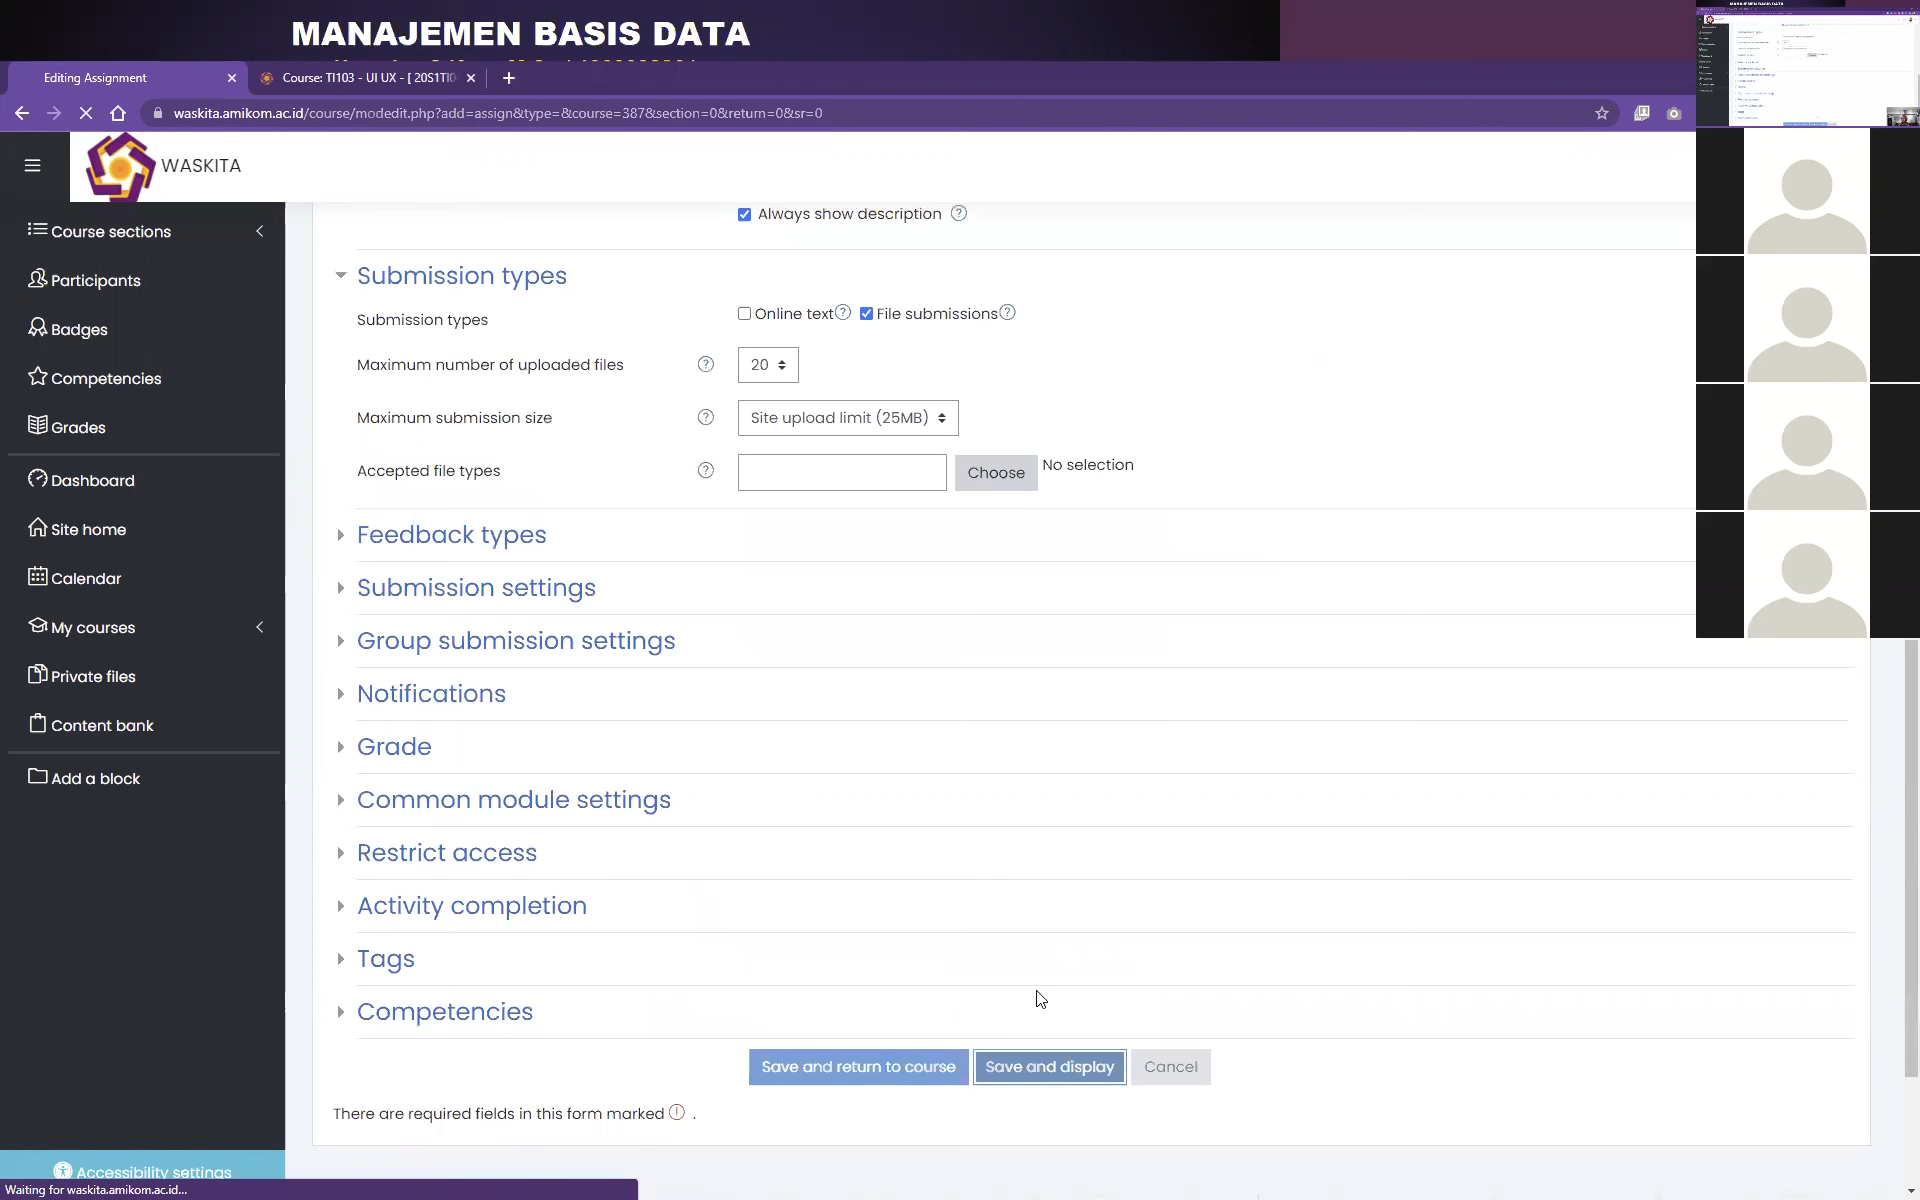 MANAJEMEN BASIS DATA
MANAJEMEN BASIS DATA
Editing Assignment
Course: TI103 - UI UX - [ 20S1TI0
waskita.amikom.ac.id/course/modedit.php?add=assign&type=&course=387&section=0&return=0&sr=0
WASKITA
Course sections
Participants
Badges
Competencies
Grades
Dashboard
Site home
Calendar
My courses
Private files
Content bank
Add a block
Accessibility settings
Always show description
Submission types
Submission types
Online text
File submissions
Maximum number of uploaded files
20
Maximum submission size
Site upload limit (25MB)
Accepted file types
Choose
No selection
Feedback types
Submission settings
Group submission settings
Notifications
Grade
Common module settings
Restrict access
Activity completion
Tags
Competencies
Save and return to course
Save and display
Cancel
There are required fields in this form marked .
Waiting for waskita.amikom.ac.id...